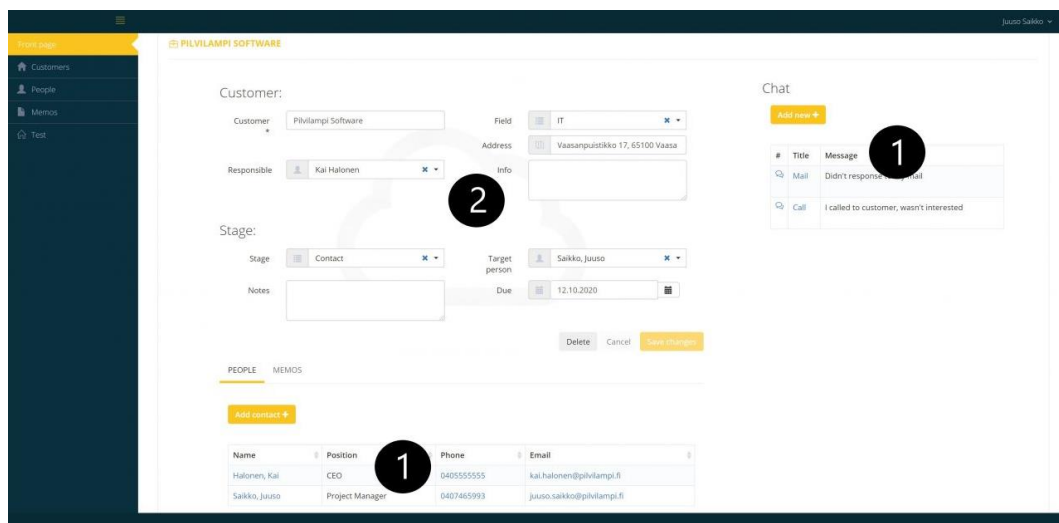 Juuso Saikko
Front page
Customers
People
Memos
Test
PILVILAMPI SOFTWARE
Customer:
Customer * Pilvilampi Software
Field IT
Address Vaasanpuistikko 17, 65100 Vaasa
Responsible Kai Halonen
Info
2
Stage:
Stage Contact
Target person Saikko, Juuso
Notes
Due 12.10.2020
Delete Cancel Save changes
PEOPLE MEMOS
Add contact +
Name Position Phone Email
1
Halonen, Kai CEO 0405555555 kai.halonen@pilvilampi.fi
Saikko, Juuso Project Manager 0407465993 juuso.saikko@pilvilampi.fi
Chat
Add new +
# Title Message
1
Mail Didn't response mail
Call I called to customer, wasn't interested